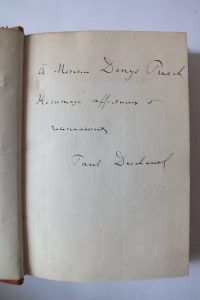 à Monsieur Denys Puech
Hommage affectueux et
reconnaissant
Paul Deschanel